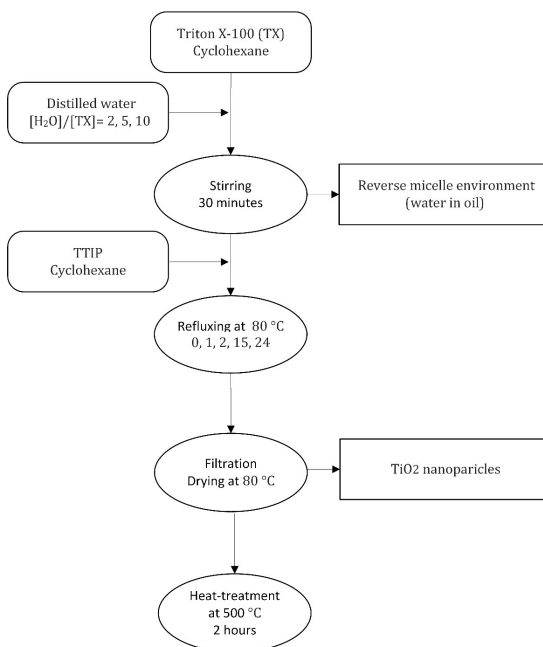 Triton X-100 (TX)
Cyclohexane
Distilled water
[H₂O]/[TX]= 2, 5, 10
Stirring
30 minutes
Reverse micelle environment
(water in oil)
TTIP
Cyclohexane
Refluxing at 80 °C
0, 1, 2, 15, 24
Filtration
Drying at 80 °C
TiO2 nanoparicles
Heat-treatment
at 500 °C
2 hours